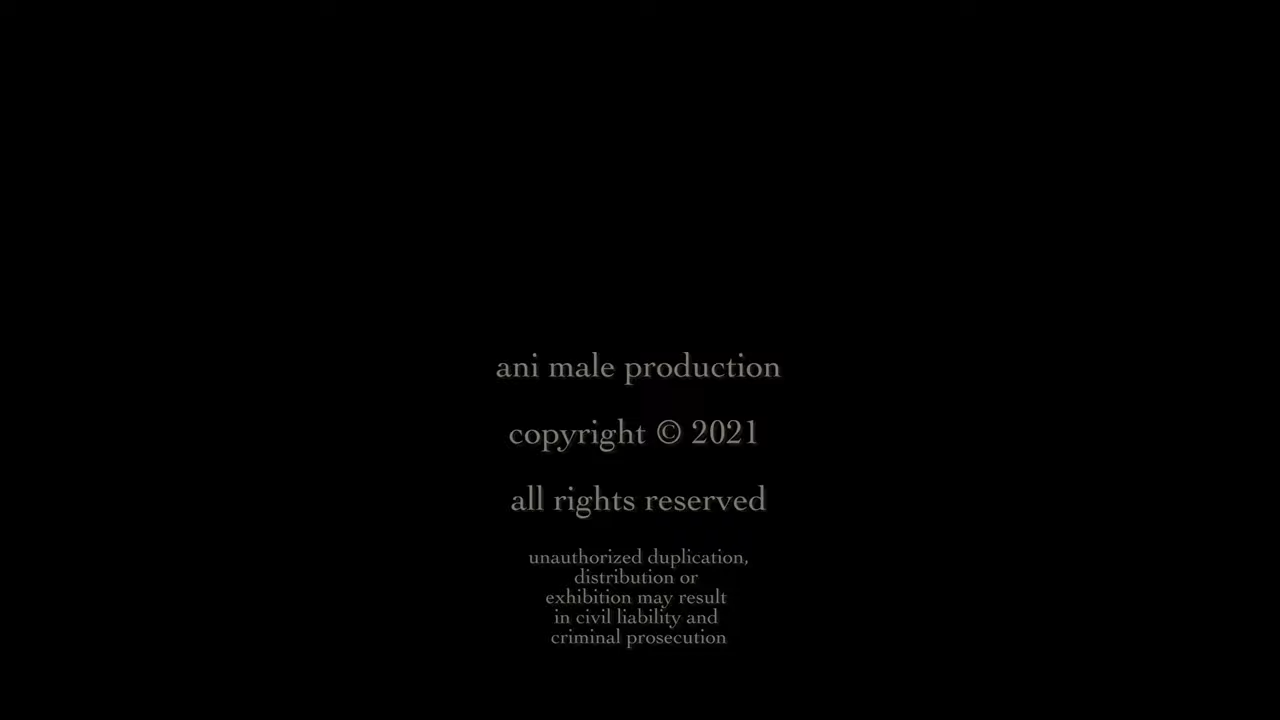 ani male production
copyright © 2021
all rights reserved
unauthorized duplication,
distribution or
exhibition may result
in civil liability and
criminal prosecution